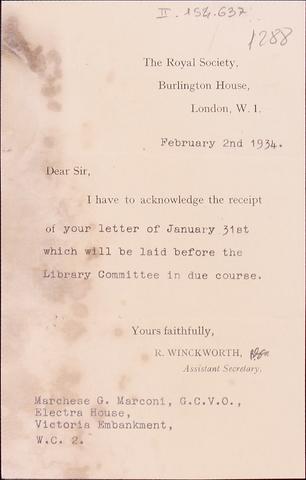 II. 154.637
1288
The Royal Society,
Burlington House,
London, W. 1.
February 2nd 1934.
Dear Sir,
I have to acknowledge the receipt
of your letter of January 31st
which will be laid before the
Library Committee in due course.
Yours faithfully,
R. WINCKWORTH,
Assistant Secretary.
Marchese G. Marconi, G.C.V.O.,
Electra House,
Victoria Embankment,
W.C. 2.